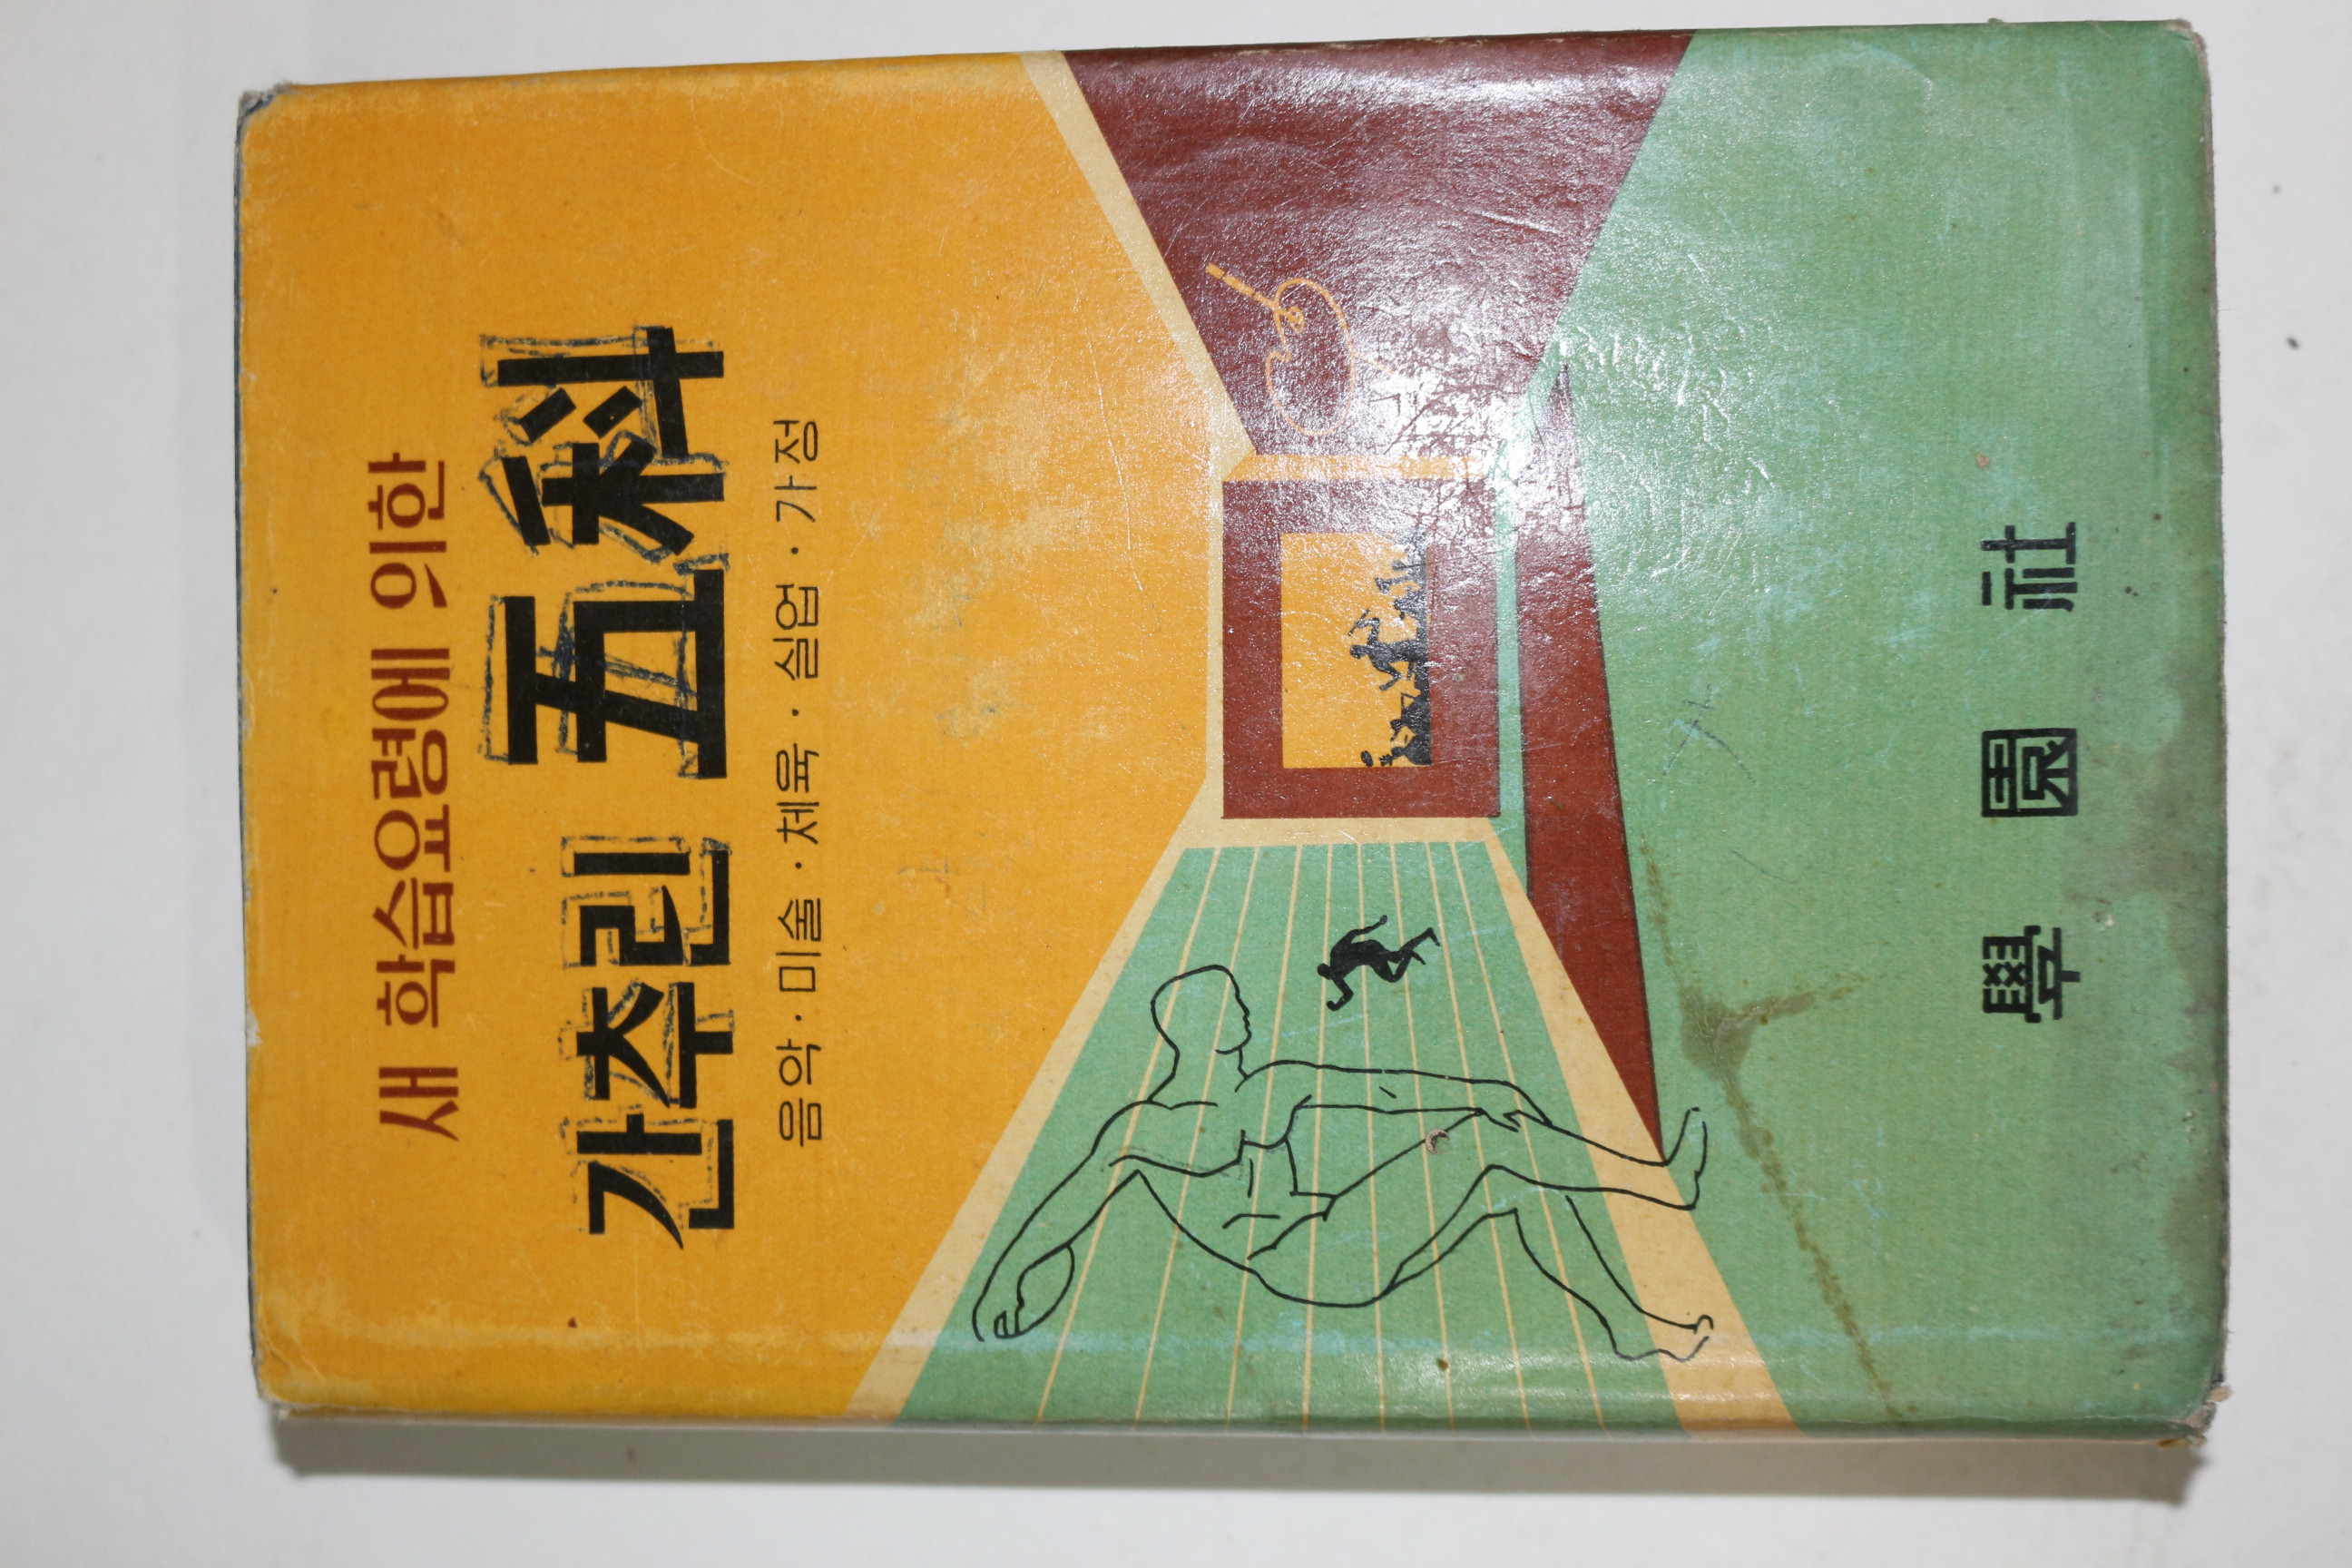 새 학습요령에 의한
간추린 五科
음악·미술·체육·실업·가정
學園社